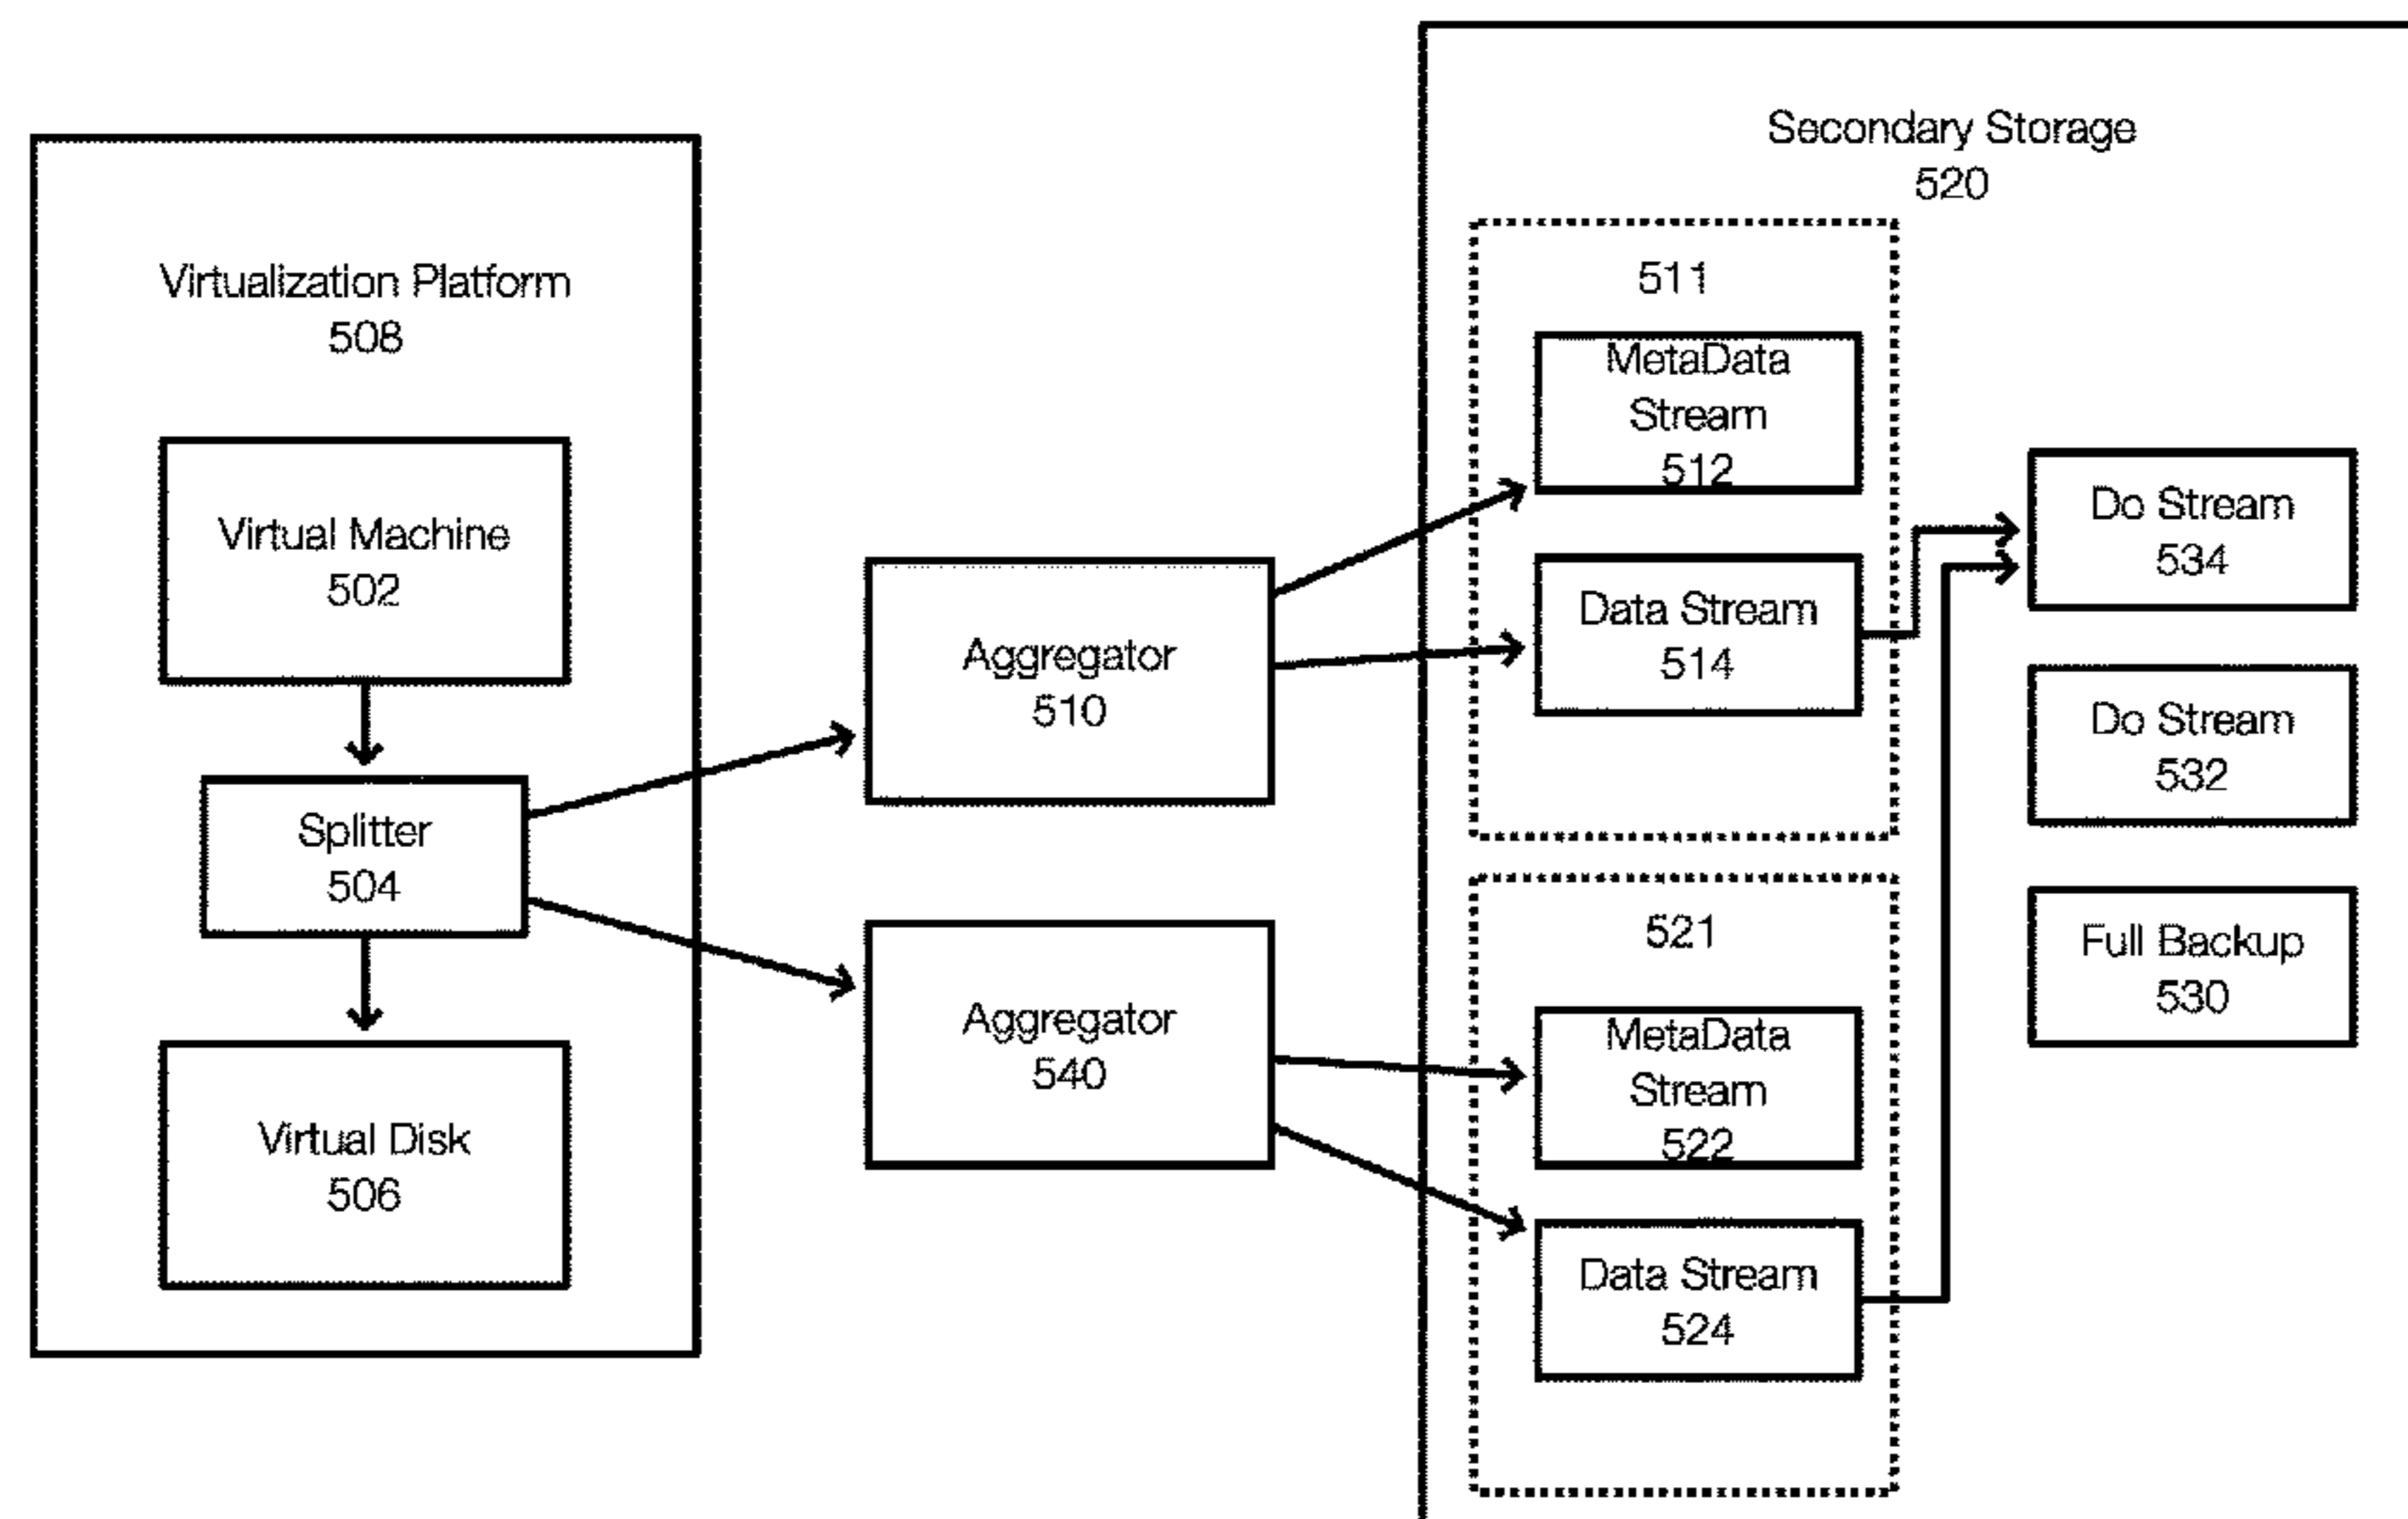 Virtualization Platform
508
Virtual Machine
502
Splitter
504
Virtual Disk
506
Aggregator
510
Aggregator
540
Secondary Storage
520
511
MetaData
Stream
512
Data Stream
514
521
MetaData
Stream
522
Data Stream
524
Do Stream
534
Do Stream
532
Full Backup
530